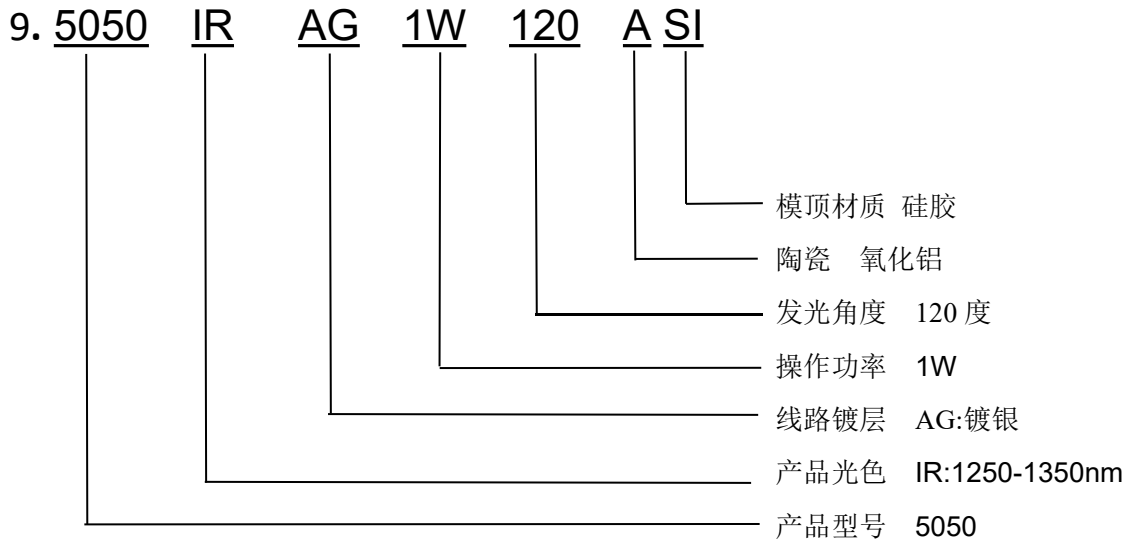 9. 5050 IR AG 1W 120 A SI
模顶材质 硅胶
陶瓷 氧化铝
发光角度 120 度
操作功率 1W
线路镀层 AG:镀银
产品光色 IR:1250-1350nm
产品型号 5050